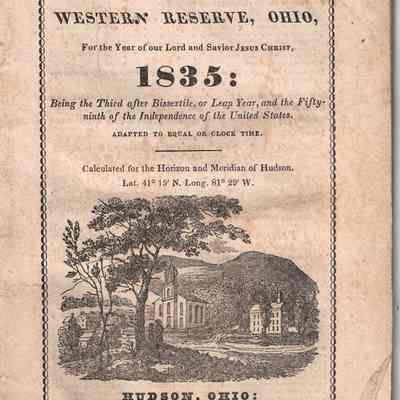 WESTERN RESERVE, OHIO,
For the Year of our Lord and Savior JESUS CHRIST,
1835:
Being the Third after Bissextile, or Leap Year, and the Fifty-
ninth of the Independence of the United States.
ADAPTED TO EQUAL OR CLOCK TIME.
Calculated for the Horizon and Meridian of Hudson.
Lat. 41° 15' N. Long. 81° 29' W.
HUDSON, OHIO: